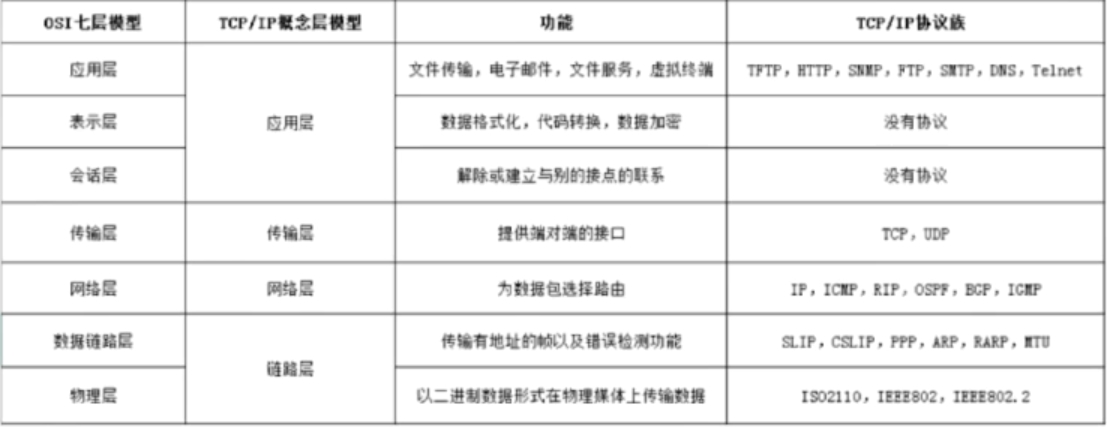 OSI七层模型 TCP/IP概念层模型 功能 TCP/IP协议族
应用层 文件传输，电子邮件，文件服务，虚拟终端 TFTP，HTTP，SNMP，FTP，SMTP，DNS，Telnet
表示层 应用层 数据格式化，代码转换，数据加密 没有协议
会话层 解除或建立与别的接点的联系 没有协议
传输层 传输层 提供端对端的接口 TCP，UDP
网络层 网络层 为数据包选择路由 IP，ICMP，RIP，OSPF，BGP，IGMP
数据链路层 传输有地址的帧以及错误检测功能 SLIP，CSLIP，PPP，ARP，RARP，MTU
链路层
物理层 以二进制数据形式在物理媒体上传输数据 ISO2110，IEEE802，IEEE802.2